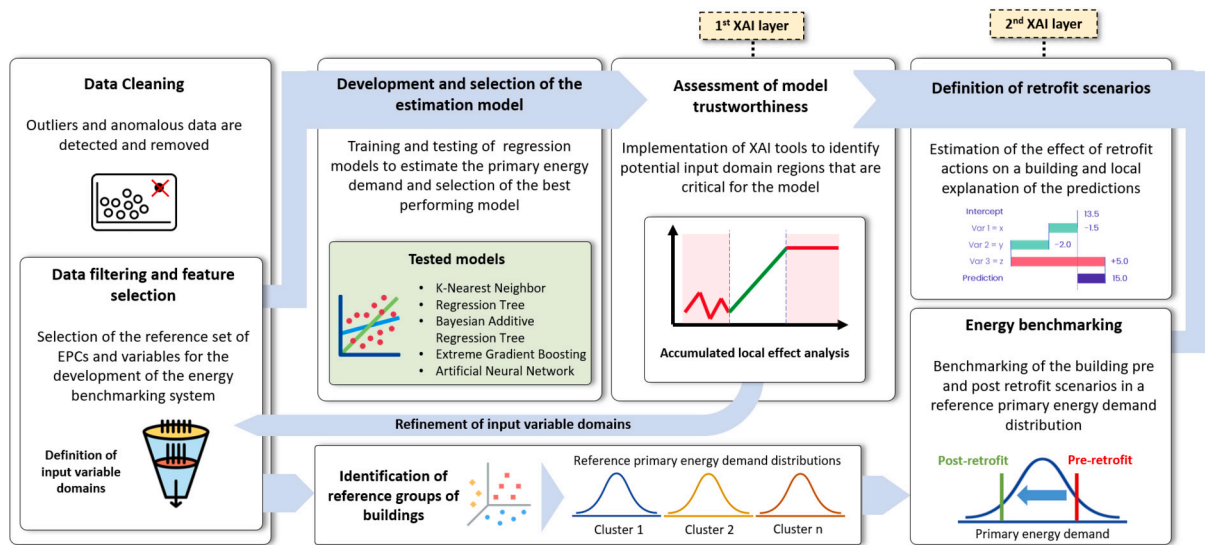 1st XAI layer
2nd XAI layer
Data Cleaning
Outliers and anomalous data are
detected and removed
Data filtering and feature
selection
Selection of the reference set of
EPCs and variables for the
development of the energy
benchmarking system
Definition of
input variable
domains
Development and selection of the
estimation model
Training and testing of regression
models to estimate the primary energy
demand and selection of the best
performing model
Tested models
• K-Nearest Neighbor
• Regression Tree
• Bayesian Additive
Regression Tree
• Extreme Gradient Boosting
• Artificial Neural Network
Assessment of model
trustworthiness
Implementation of XAI tools to identify
potential input domain regions that are
critical for the model
Accumulated local effect analysis
Refinement of input variable domains
Definition of retrofit scenarios
Estimation of the effect of retrofit
actions on a building and local
explanation of the predictions
Intercept 13.5
Var 1 = x −1.5
Var 2 = y −2.0
Var 3 = z +5.0
Prediction 15.0
Identification of
reference groups of
buildings
Reference primary energy demand distributions
Cluster 1 Cluster 2 Cluster n
Energy benchmarking
Benchmarking of the building pre
and post retrofit scenarios in a
reference primary energy demand
distribution
Post-retrofit Pre-retrofit
Primary energy demand